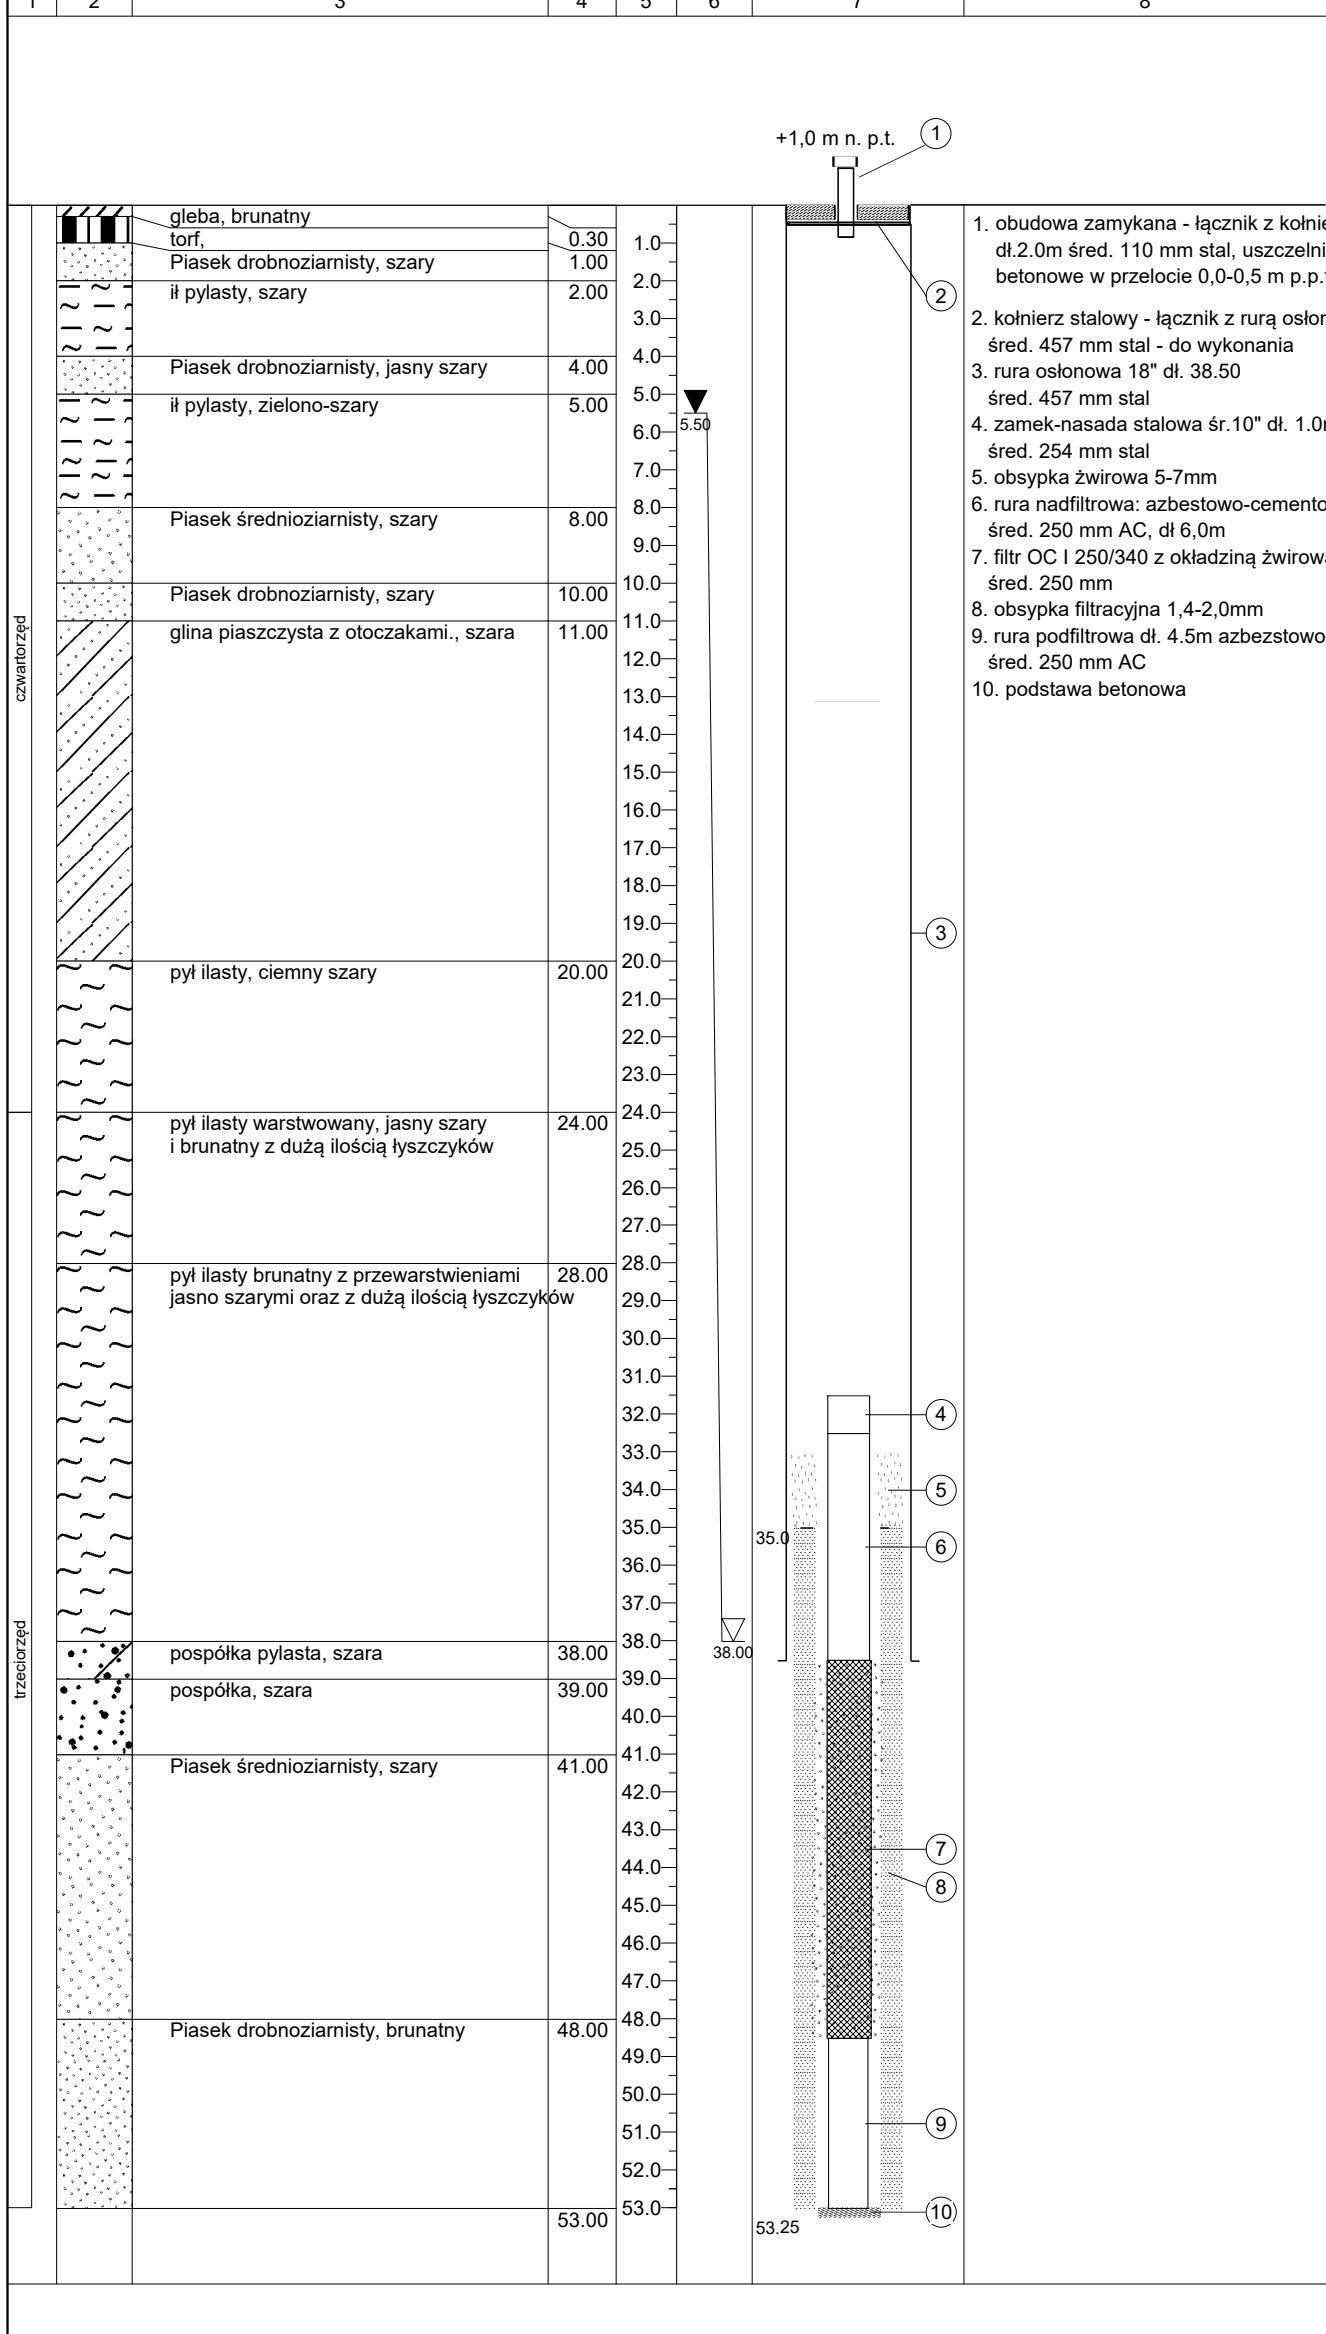 1 2 3 4 5 6 7 8
+1,0 m n. p.t.
1
gleba, brunatny
torf, 0.30
1.0
Piasek drobnoziarnisty, szary 1.00
2.0
ił pylasty, szary 2.00
3.0
4.0
Piasek drobnoziarnisty, jasny szary 4.00
5.0
ił pylasty, zielono-szary 5.00
5.50
6.0
7.0
8.0
Piasek średnioziarnisty, szary 8.00
9.0
10.0
Piasek drobnoziarnisty, szary 10.00
11.0
glina piaszczysta z otoczakami., szara 11.00
12.0
13.0
14.0
15.0
16.0
17.0
18.0
19.0
20.0
pył ilasty, ciemny szary 20.00
21.0
22.0
23.0
24.0
pył ilasty warstwowany, jasny szary 24.00
i brunatny z dużą ilością łyszczyków
25.0
26.0
27.0
28.0
pył ilasty brunatny z przewarstwieniami 28.00
jasno szarymi oraz z dużą ilością łyszczyków
29.0
30.0
31.0
32.0
33.0
34.0
35.0
35.0
36.0
37.0
38.0
pospółka pylasta, szara 38.00
38.00
39.0
pospółka, szara 39.00
40.0
41.0
Piasek średnioziarnisty, szary 41.00
42.0
43.0
44.0
45.0
46.0
47.0
48.0
Piasek drobnoziarnisty, brunatny 48.00
49.0
50.0
51.0
52.0
53.0
53.00
53.25
czwartorzęd
trzeciorzęd
2
3
4
5
6
7
8
9
10
1. obudowa zamykana - łącznik z kołnie
dł.2.0m śred. 110 mm stal, uszczelni
betonowe w przelocie 0,0-0,5 m p.p.t
2. kołnierz stalowy - łącznik z rurą osłon
śred. 457 mm stal - do wykonania
3. rura osłonowa 18" dł. 38.50
śred. 457 mm stal
4. zamek-nasada stalowa śr.10" dł. 1.0m
śred. 254 mm stal
5. obsypka żwirowa 5-7mm
6. rura nadfiltrowa: azbestowo-cemento
śred. 250 mm AC, dł 6,0m
7. filtr OC I 250/340 z okładziną żwirową
śred. 250 mm
8. obsypka filtracyjna 1,4-2,0mm
9. rura podfiltrowa dł. 4.5m azbezstowo
śred. 250 mm AC
10. podstawa betonowa